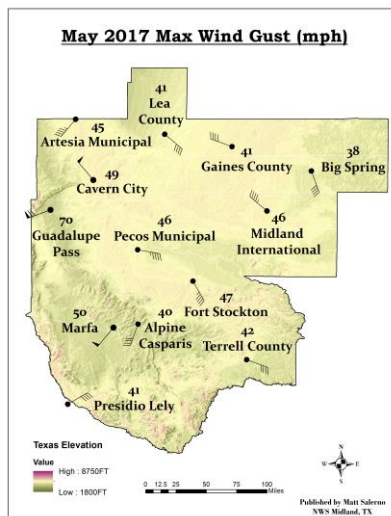 May 2017 Max Wind Gust (mph)
41
Lea
County
45
Artesia Municipal
41
Gaines County
38
Big Spring
49
Cavern City
70
Guadalupe
Pass
46
Pecos Municipal
46
Midland
International
47
Fort Stockton
50
Marfa
40
Alpine
Casparis
42
Terrell County
41
Presidio Lely
Texas Elevation
Value
High : 8750FT
Low : 1800FT
0 12.5 25 50 75 100
Miles
N
W E
S
Published by Matt Salerno
NWS Midland, TX